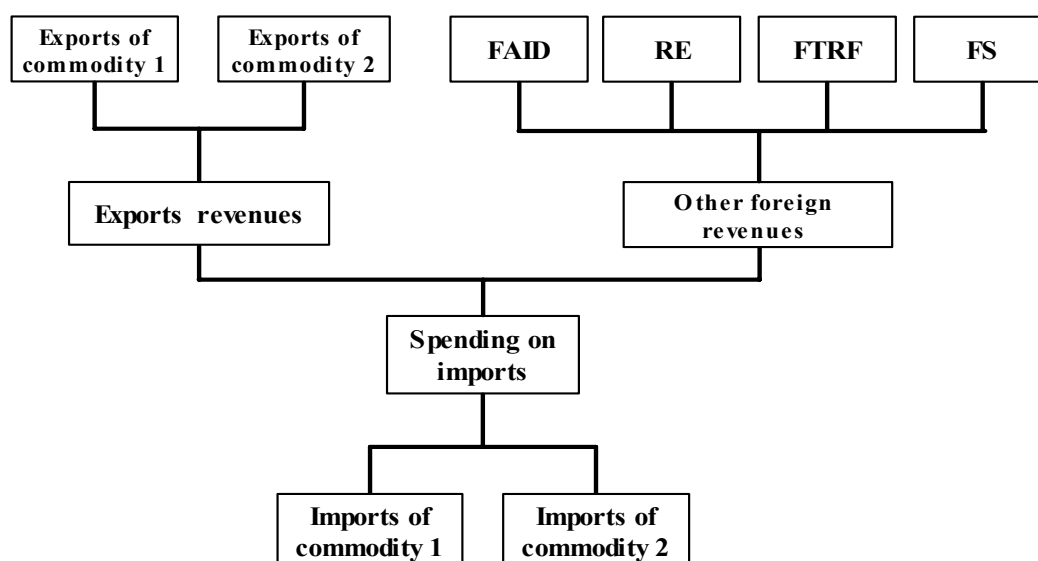 Exports of
commodity 1
Exports of
commodity 2
FAID
RE
FTRF
FS
Exports revenues
Other foreign
revenues
Spending on
imports
Imports of
commodity 1
Imports of
commodity 2